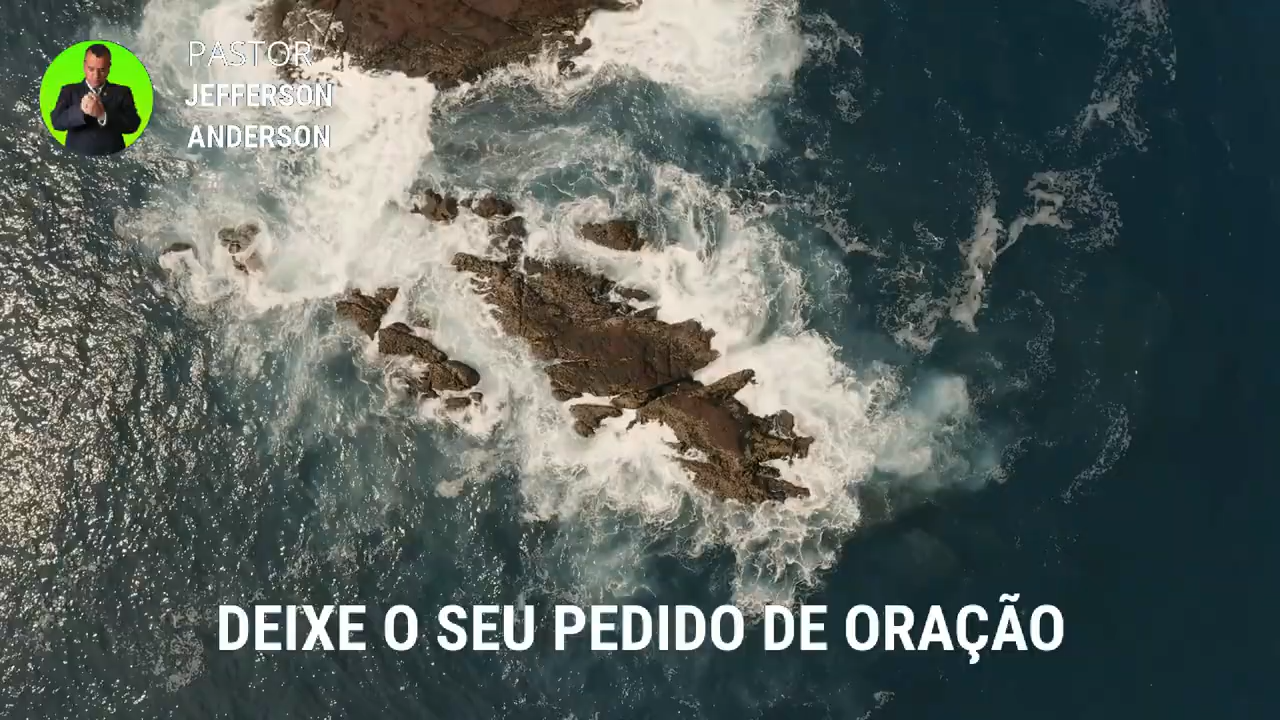 PASTOR
JEFFERSON
ANDERSON
DEIXE O SEU PEDIDO DE ORAÇÃO